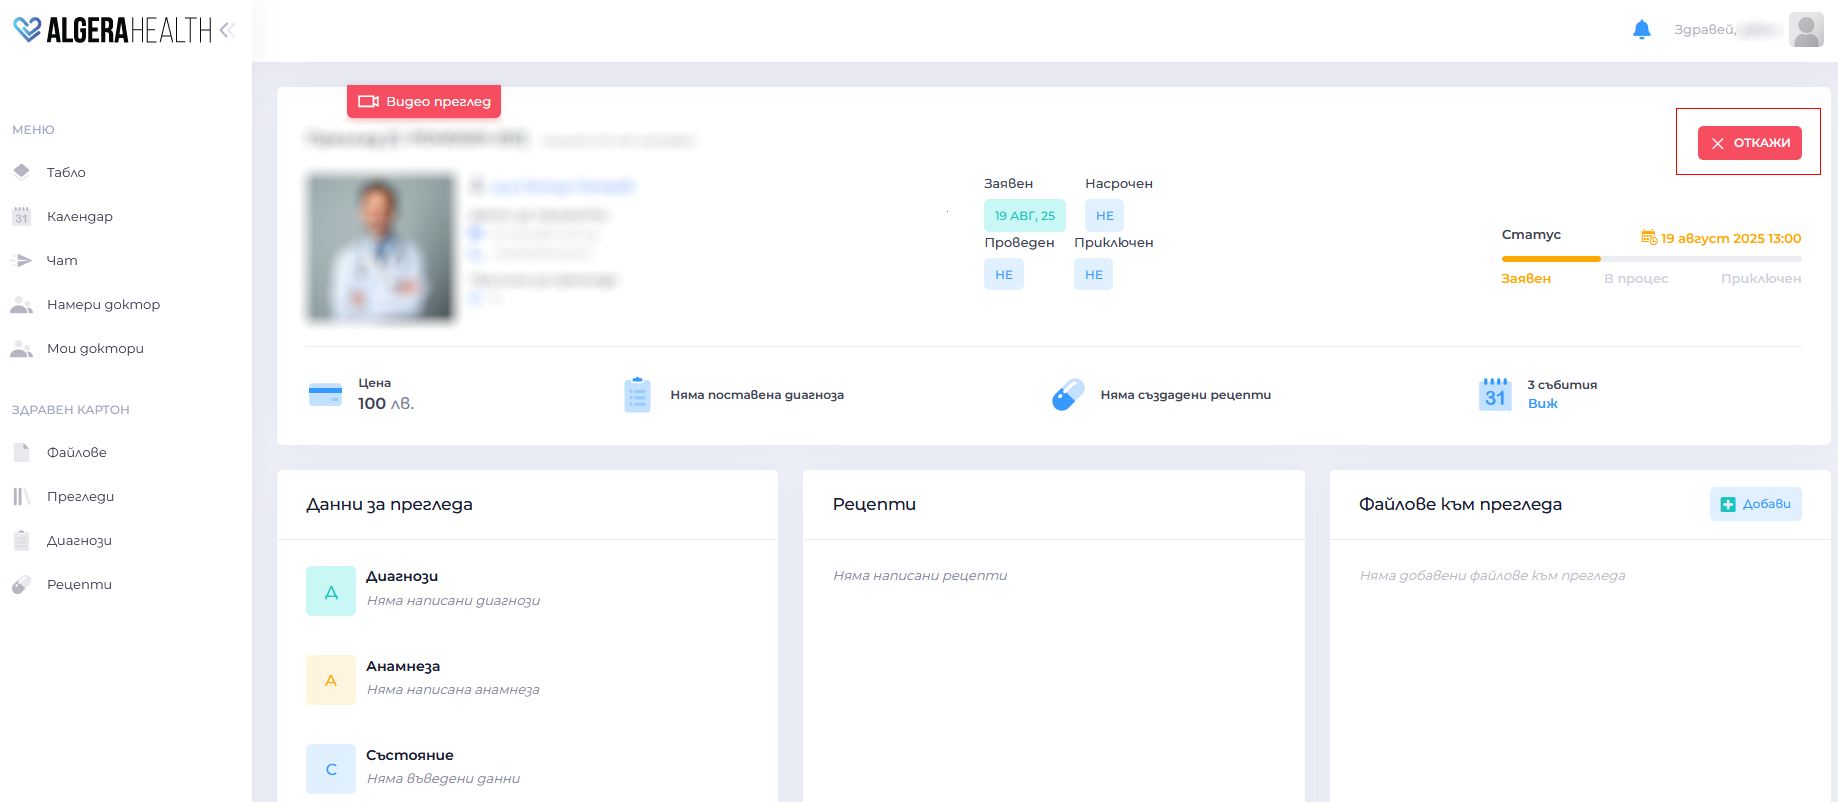 ALGERAHEALTH
Здравей,
МЕНЮ
Табло
31 Календар
Чат
Намери доктор
Мои доктори
ЗДРАВЕН КАРТОН
Файлове
Прегледи
Диагнози
Рецепти
Видео преглед
ОТКАЖИ
Заявен Насрочен
19 АВГ, 25 НЕ
Проведен Приключен
НЕ НЕ
Статус 19 август 2025 13:00
Заявен В процес Приключен
Цена
100 лв.
Няма поставена диагноза
Няма създадени рецепти
31
3 събития
Виж
Данни за прегледа
Д
Диагнози
Няма написани диагнози
А
Анамнеза
Няма написана анамнеза
С
Състояние
Няма въведени данни
Рецепти
Няма написани рецепти
Файлове към прегледа Добави
Няма добавени файлове към прегледа